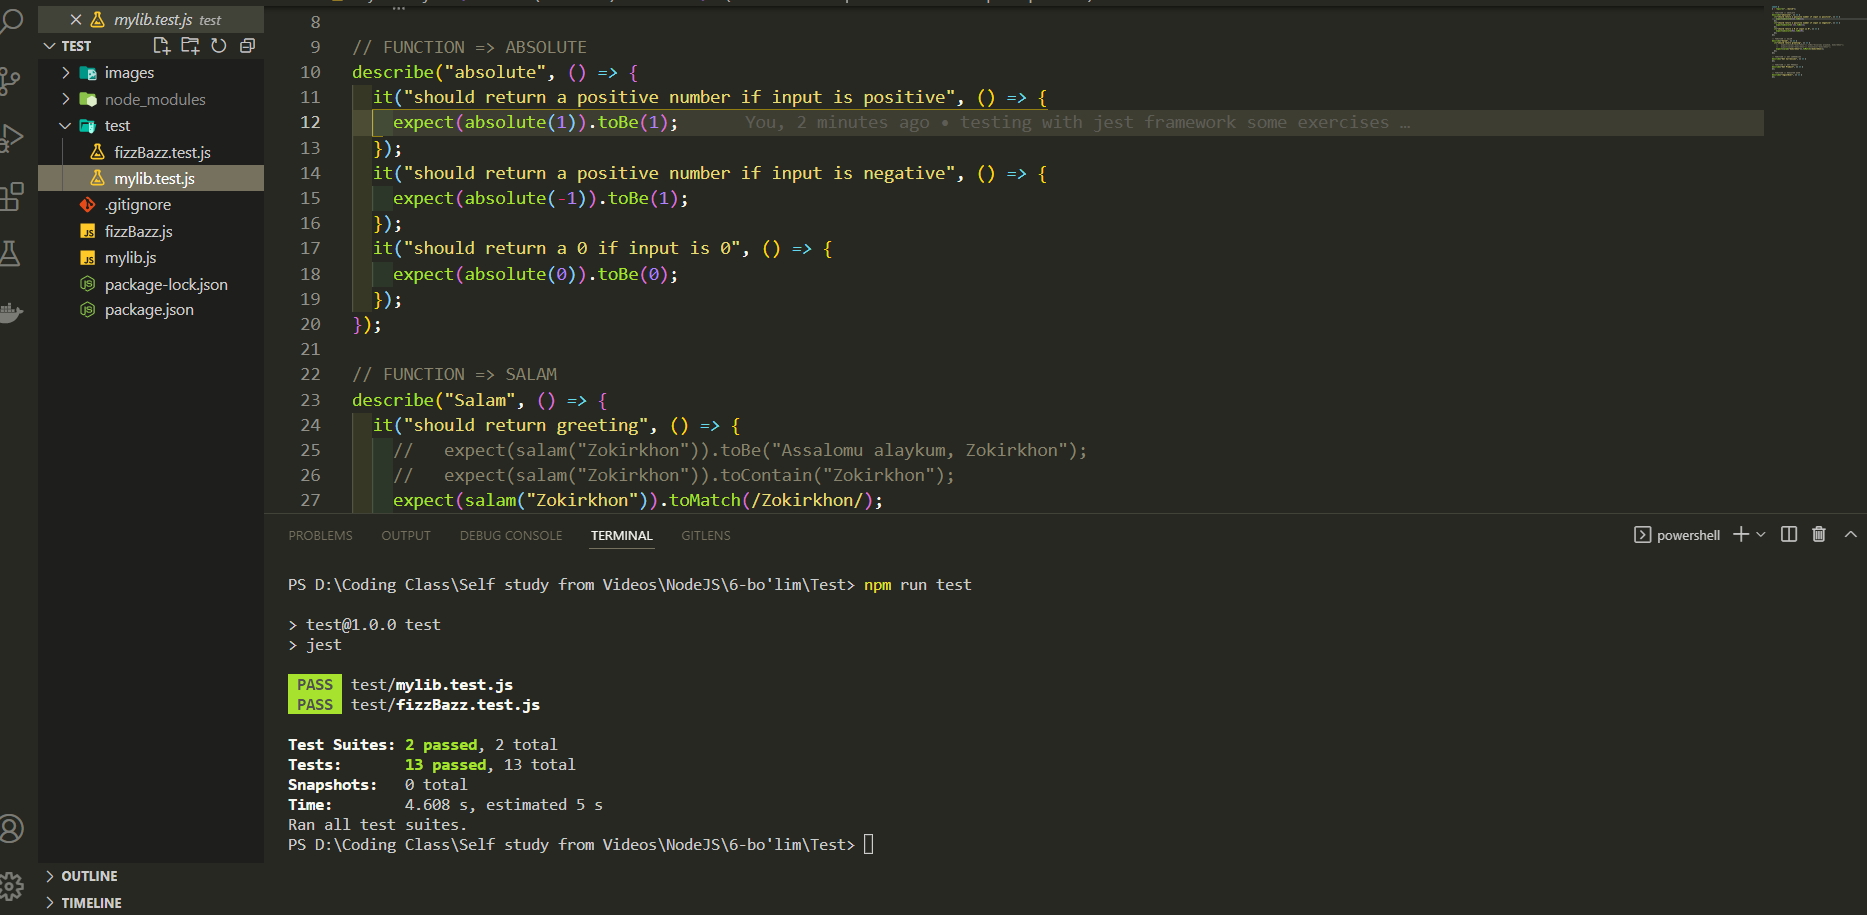 mylib.test.js test
TEST
images
node_modules
test
fizzBazz.test.js
mylib.test.js
.gitignore
fizzBazz.js
mylib.js
package-lock.json
package.json
OUTLINE
TIMELINE
8
9 // FUNCTION => ABSOLUTE
10 describe("absolute", () => {
11 it("should return a positive number if input is positive", () => {
12 expect(absolute(1)).toBe(1); You, 2 minutes ago • testing with jest framework some exercises …
13 });
14 it("should return a positive number if input is negative", () => {
15 expect(absolute(-1)).toBe(1);
16 });
17 it("should return a 0 if input is 0", () => {
18 expect(absolute(0)).toBe(0);
19 });
20 });
21
22 // FUNCTION => SALAM
23 describe("Salam", () => {
24 it("should return greeting", () => {
25 // expect(salam("Zokirkhon")).toBe("Assalomu alaykum, Zokirkhon");
26 // expect(salam("Zokirkhon")).toContain("Zokirkhon");
27 expect(salam("Zokirkhon")).toMatch(/Zokirkhon/);
PROBLEMS OUTPUT DEBUG CONSOLE TERMINAL GITLENS powershell
PS D:\Coding Class\Self study from Videos\NodeJS\6-bo'lim\Test> npm run test
> test@1.0.0 test
> jest
PASS test/mylib.test.js
PASS test/fizzBazz.test.js
Test Suites: 2 passed, 2 total
Tests: 13 passed, 13 total
Snapshots: 0 total
Time: 4.608 s, estimated 5 s
Ran all test suites.
PS D:\Coding Class\Self study from Videos\NodeJS\6-bo'lim\Test>